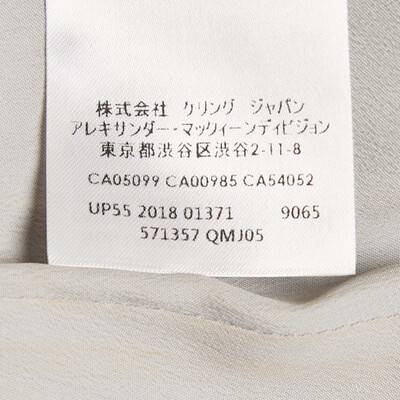 株式会社 ケリング ジャパン
アレキサンダー・マックィーンディビジョン
東京都渋谷区渋谷2-11-8
CA05099 CA00985 CA54052
UP55 2018 01371 9065
571357 QMJ05